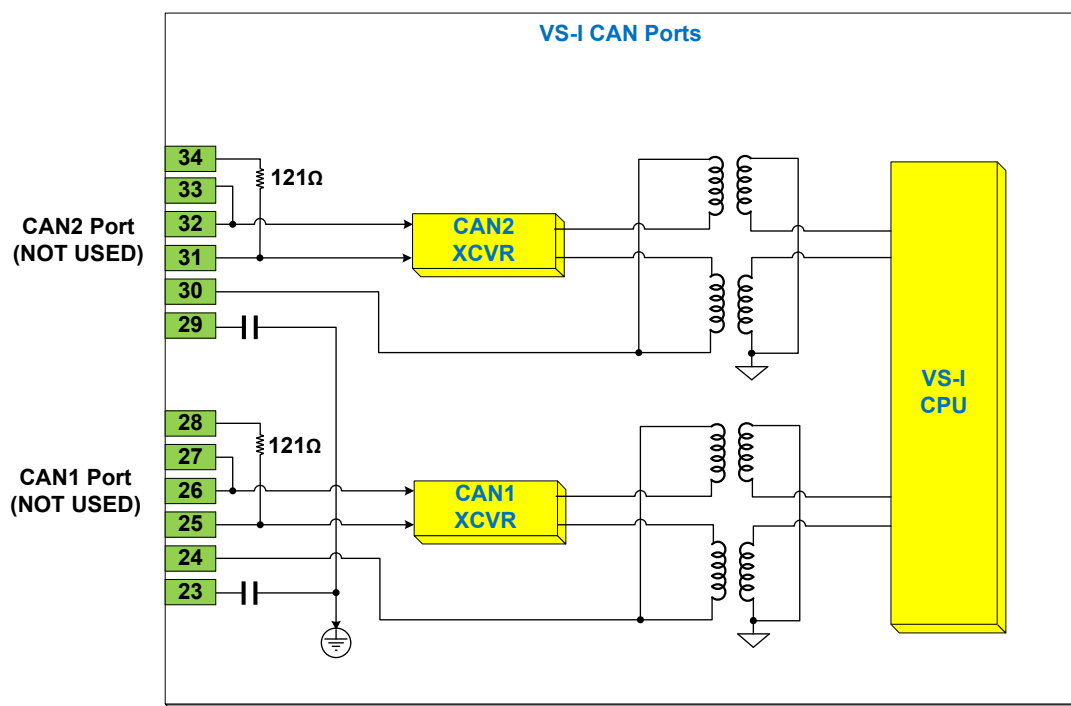 VS-I CAN Ports
34
33
32
31
30
29
121Ω
CAN2 Port
(NOT USED)
CAN2
XCVR
VS-I
CPU
28
27
26
25
24
23
121Ω
CAN1 Port
(NOT USED)
CAN1
XCVR